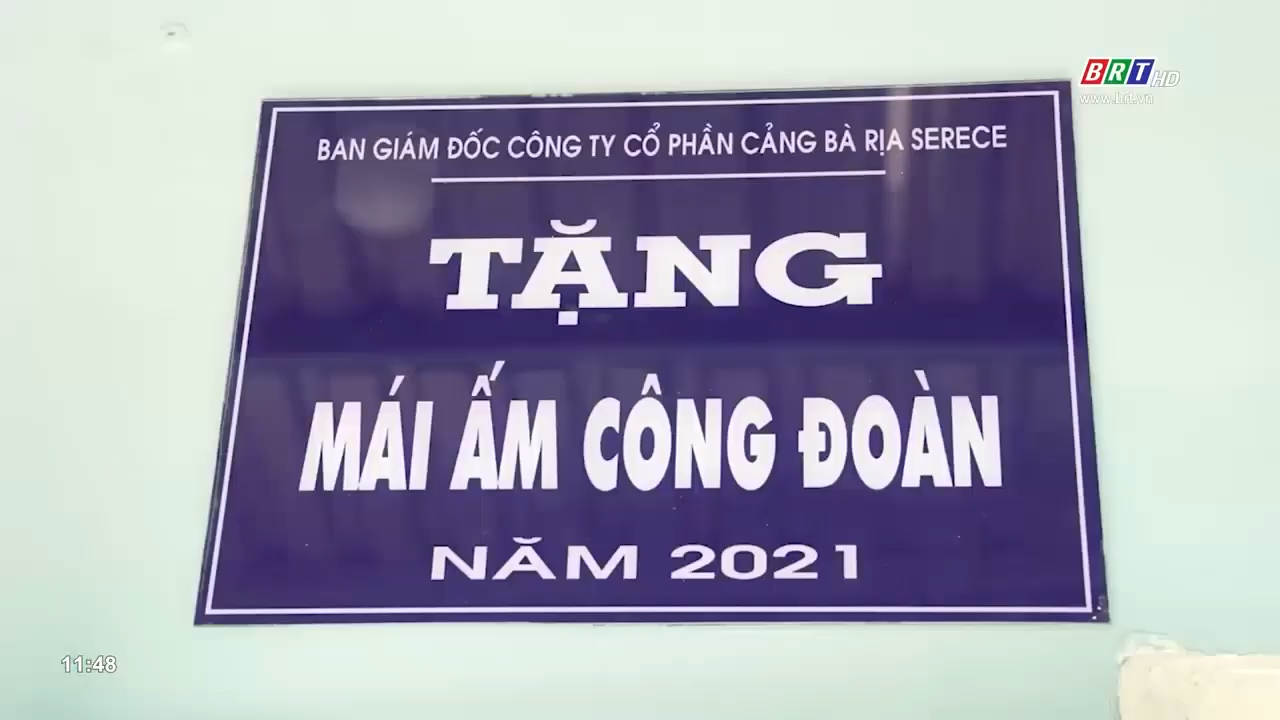 BRT HD
www.brt.vn
BAN GIÁM ĐỐC CÔNG TY CỔ PHẦN CẢNG BÀ RỊA SERECE
TẶNG
MÁI ẤM CÔNG ĐOÀN
NĂM 2021
11:48